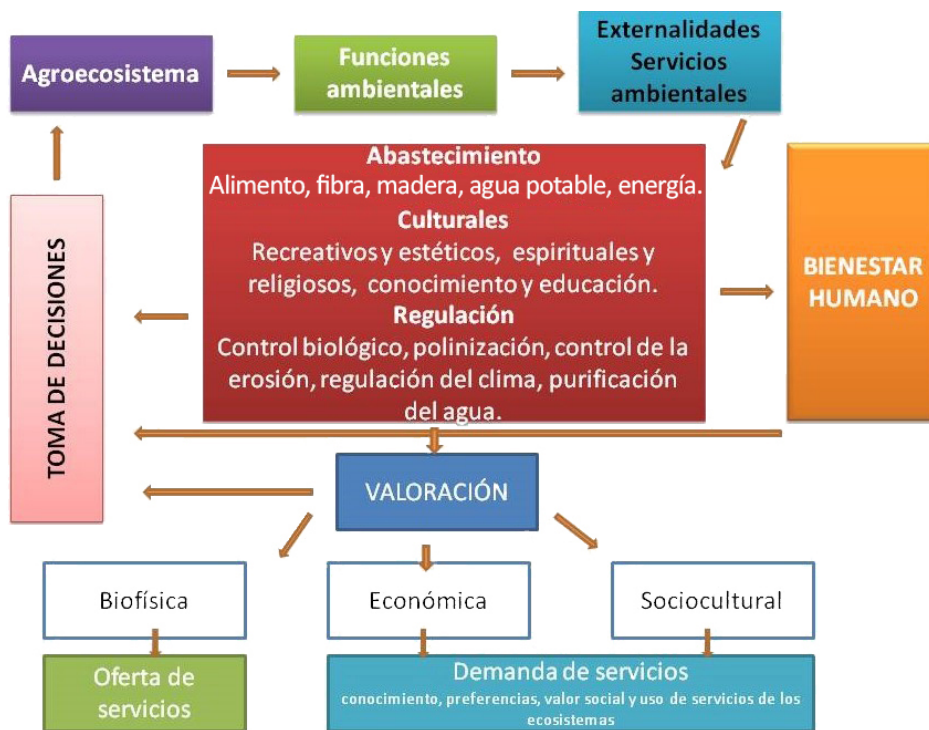 Agroecosistema
Funciones
ambientales
Externalidades
Servicios
ambientales
Abastecimiento
Alimento, fibra, madera, agua potable, energía.
Culturales
Recreativos y estéticos, espirituales y
religiosos, conocimiento y educación.
Regulación
Control biológico, polinización, control de la
erosión, regulación del clima, purificación
del agua.
BIENESTAR
HUMANO
TOMA DE DECISIONES
VALORACIÓN
Biofísica
Económica
Sociocultural
Oferta de
servicios
Demanda de servicios
conocimiento, preferencias, valor social y uso de servicios de los
ecosistemas